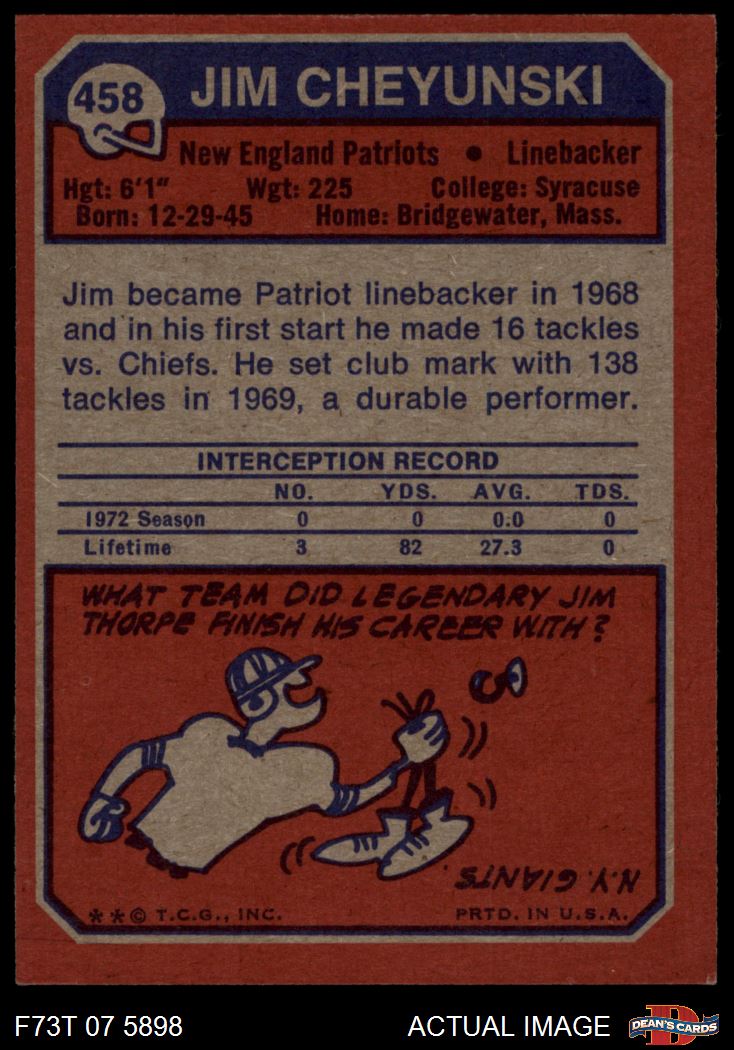 458
JIM CHEYUNSKI
New England Patriots • Linebacker
Hgt: 6'1" Wgt: 225 College: Syracuse
Born: 12-29-45 Home: Bridgewater, Mass.
Jim became Patriot linebacker in 1968
and in his first start he made 16 tackles
vs. Chiefs. He set club mark with 138
tackles in 1969, a durable performer.
INTERCEPTION RECORD
NO. YDS. AVG. TDS.
1972 Season 0 0 0.0 0
Lifetime 3 82 27.3 0
WHAT TEAM DID LEGENDARY JIM
THORPE FINISH HIS CAREER WITH?
N.Y. GIANTS
* * © T.C.G., INC. PRTD. IN U.S.A.
F73T 07 5898 ACTUAL IMAGE
D
DEAN'S CARDS